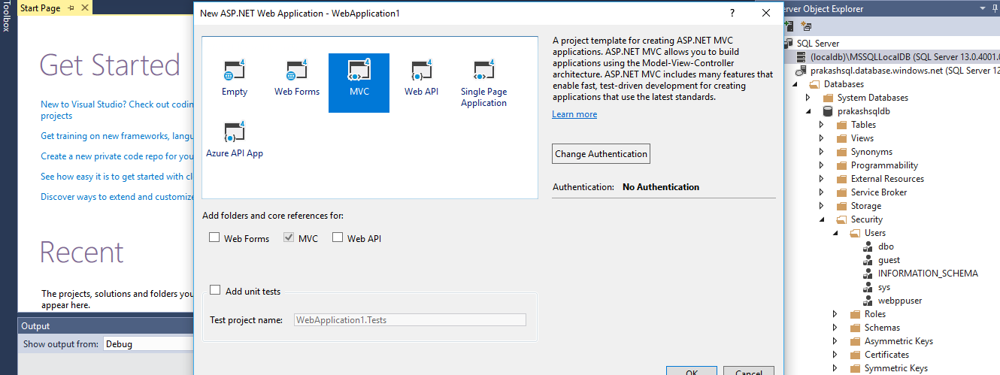 Toolbox
Start Page
Get Started
New to Visual Studio? Check out codin
projects
Get training on new frameworks, langu
Create a new private code repo for you
See how easy it is to get started with cl
Discover ways to extend and customize
Recent
The projects, solutions and folders you
appear here.
Output
Show output from: Debug
New ASP.NET Web Application - WebApplication1
?
Empty
Web Forms
MVC
Web API
Single Page
Application
Azure API App
A project template for creating ASP.NET MVC
applications. ASP.NET MVC allows you to build
applications using the Model-View-Controller
architecture. ASP.NET MVC includes many features that
enable fast, test-driven development for creating
applications that use the latest standards.
Learn more
Change Authentication
Authentication: No Authentication
Add folders and core references for:
Web Forms MVC Web API
Add unit tests
Test project name: WebApplication1.Tests
OK Cancel
erver Object Explorer
SQL Server
(localdb)\MSSQLLocalDB (SQL Server 13.0.4001.0
prakashsql.database.windows.net (SQL Server 12
Databases
System Databases
prakashsqldb
Tables
Views
Synonyms
Programmability
External Resources
Service Broker
Storage
Security
Users
dbo
guest
INFORMATION_SCHEMA
sys
webppuser
Roles
Schemas
Asymmetric Keys
Certificates
Symmetric Keys